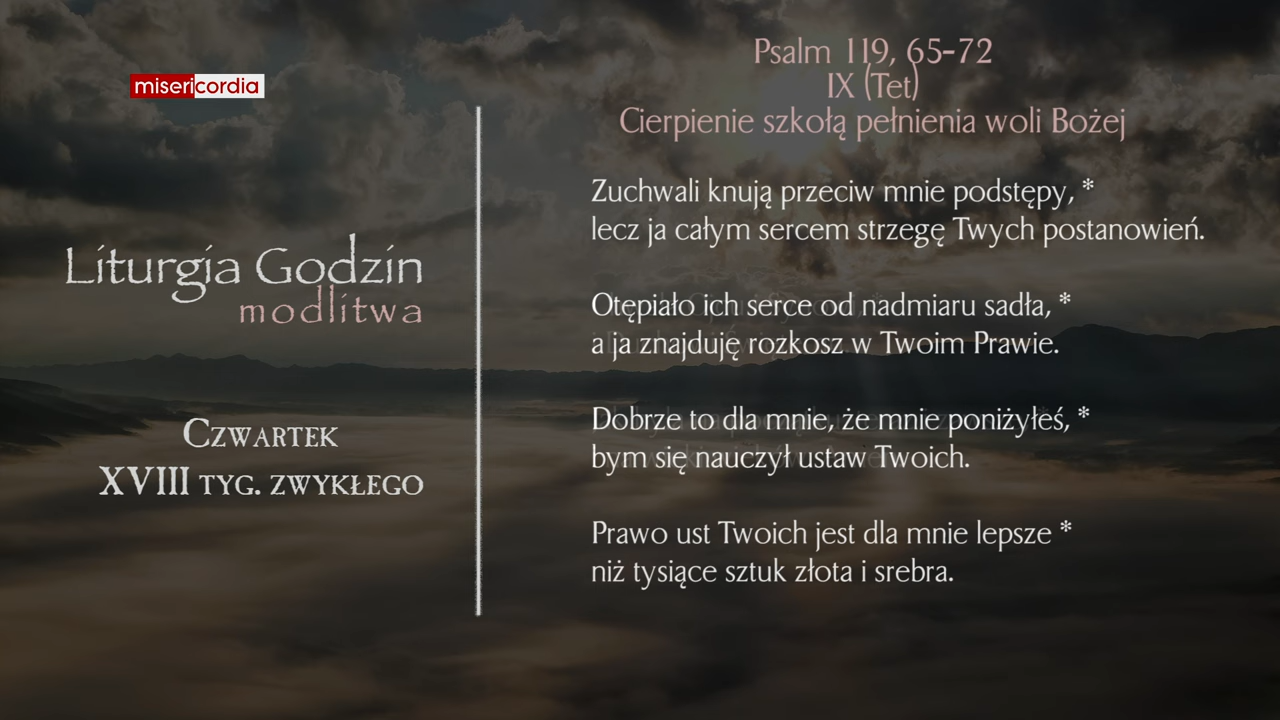 misericordia
Liturgia Godzin
modlitwa
Czwartek
XVIII tyg. zwykłego
Psalm 119, 65-72
IX (Tet)
Cierpienie szkołą pełnienia woli Bożej
Zuchwali knują przeciw mnie podstępy, *
lecz ja całym sercem strzegę Twych postanowień.
Otępiało ich serce od nadmiaru sadła, *
a ja znajduję rozkosz w Twoim Prawie.
Dobrze to dla mnie, że mnie poniżyłeś, *
bym się nauczył ustaw Twoich.
Prawo ust Twoich jest dla mnie lepsze *
niż tysiące sztuk złota i srebra.